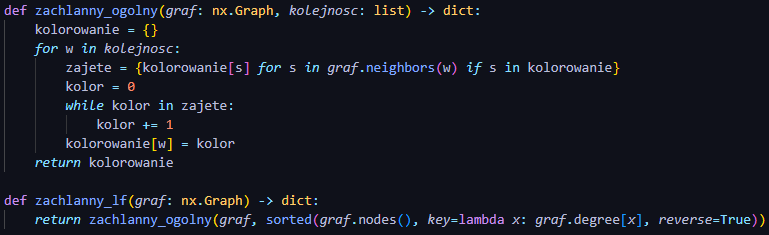 def zachlanny_ogolny(graf: nx.Graph, kolejnosc: list) -> dict:
    kolorowanie = {}
    for w in kolejnosc:
        zajete = {kolorowanie[s] for s in graf.neighbors(w) if s in kolorowanie}
        kolor = 0
        while kolor in zajete:
            kolor += 1
        kolorowanie[w] = kolor
    return kolorowanie

def zachlanny_lf(graf: nx.Graph) -> dict:
    return zachlanny_ogolny(graf, sorted(graf.nodes(), key=lambda x: graf.degree[x], reverse=True))